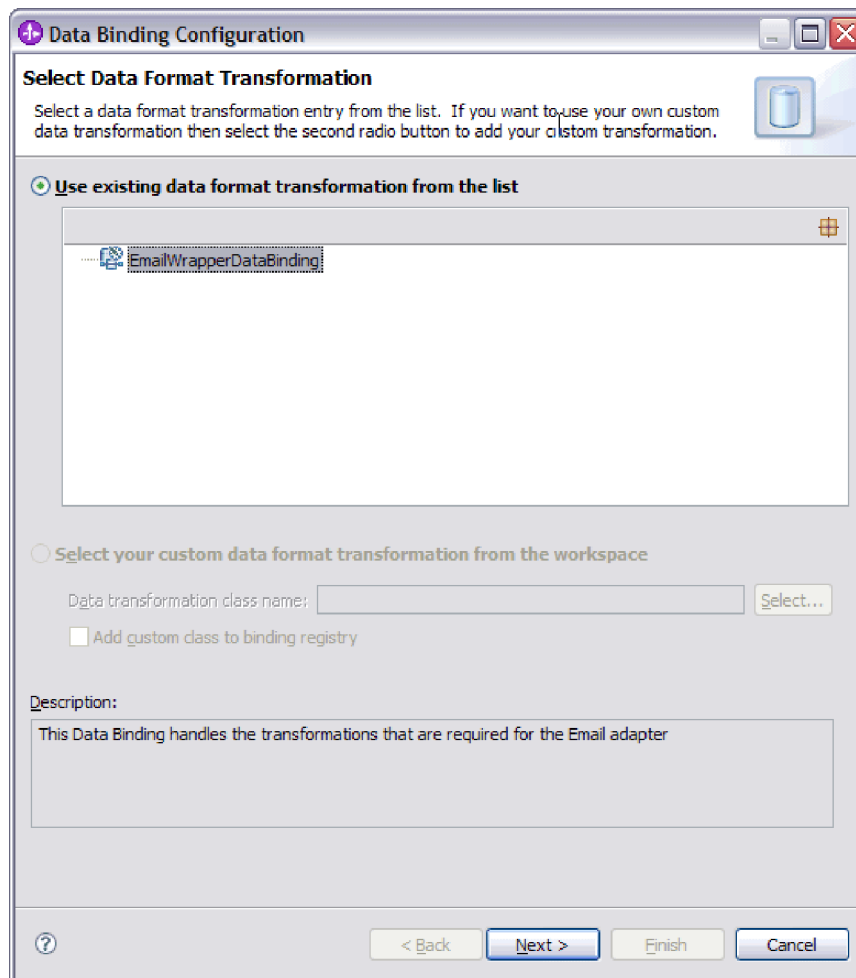 Data Binding Configuration
Select Data Format Transformation
Select a data format transformation entry from the list. If you want to use your own custom
data transformation then select the second radio button to add your custom transformation.
Use existing data format transformation from the list
EmailWrapperDataBinding
Select your custom data format transformation from the workspace
Data transformation class name:
Select...
Add custom class to binding registry
Description:
This Data Binding handles the transformations that are required for the Email adapter
? < Back Next > Finish Cancel